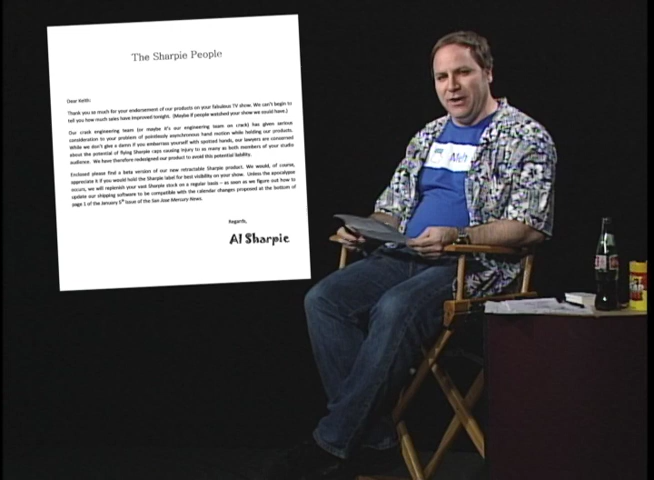 The Sharpie People
Dear Keith:
Thank you so much for your endorsement of our products on your fabulous TV show. We can't begin to
tell you how much sales have improved tonight. (Maybe if people watched your show we would have.)
Our crack engineering team (or maybe it's our engineering team on crack) has given serious
consideration to your problem of pointlessly asynchronous hand motion while holding our products.
While we don't give a damn if you embarrass yourself with spotted hands, our lawyers are concerned
about the potential of flying Sharpie caps causing injury to as many as both members of your studio
audience. We have therefore redesigned our product to avoid this potential liability.
Enclosed please find a beta version of our new retractable Sharpie product. We would, of course,
appreciate it if you would hold the Sharpie label for best visibility on your show. Unless the apocalypse
occurs, we will replenish your vast Sharpie stock on a regular basis – as soon as we figure out how to
update our shipping software to be compatible with the calendar changes proposed at the bottom of
page 1 of the January 5th issue of the San Jose Mercury News.
Regards,
Al Sharpie